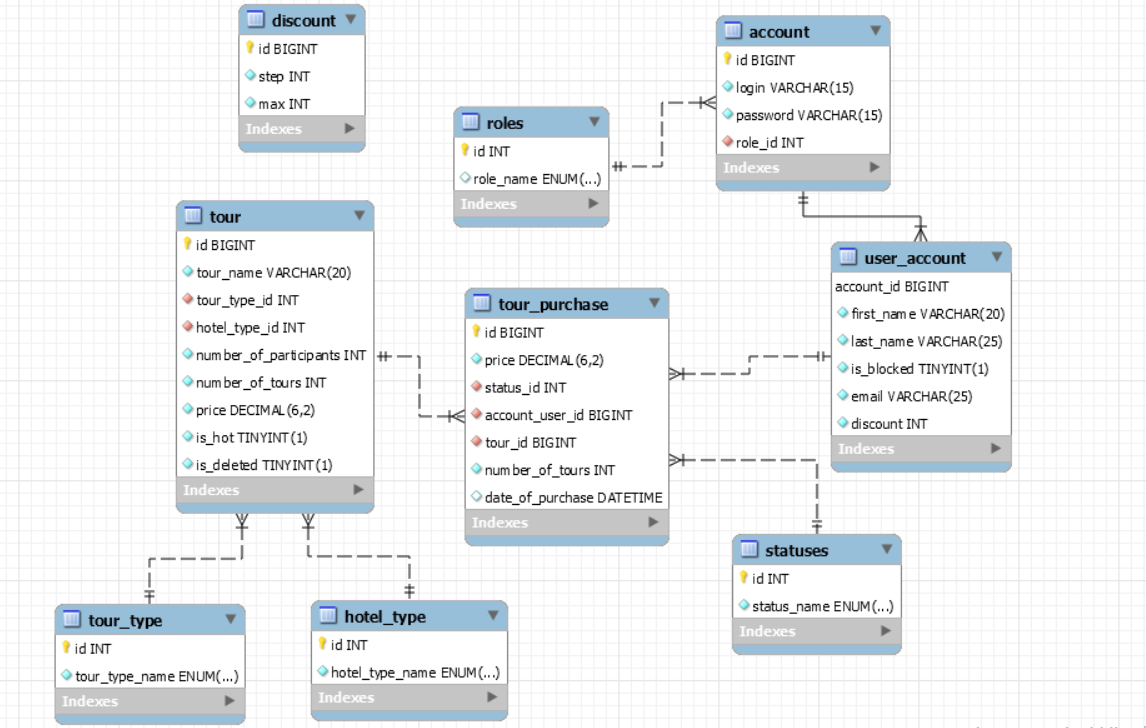 discount
id BIGINT
step INT
max INT
Indexes
account
id BIGINT
login VARCHAR(15)
password VARCHAR(15)
role_id INT
Indexes
roles
id INT
role_name ENUM(...)
Indexes
tour
id BIGINT
tour_name VARCHAR(20)
tour_type_id INT
hotel_type_id INT
number_of_participants INT
number_of_tours INT
price DECIMAL(6,2)
is_hot TINYINT(1)
is_deleted TINYINT(1)
Indexes
tour_purchase
id BIGINT
price DECIMAL(6,2)
status_id INT
account_user_id BIGINT
tour_id BIGINT
number_of_tours INT
date_of_purchase DATETIME
Indexes
user_account
account_id BIGINT
first_name VARCHAR(20)
last_name VARCHAR(25)
is_blocked TINYINT(1)
email VARCHAR(25)
discount INT
Indexes
statuses
id INT
status_name ENUM(...)
Indexes
tour_type
id INT
tour_type_name ENUM(...)
Indexes
hotel_type
id INT
hotel_type_name ENUM(...)
Indexes